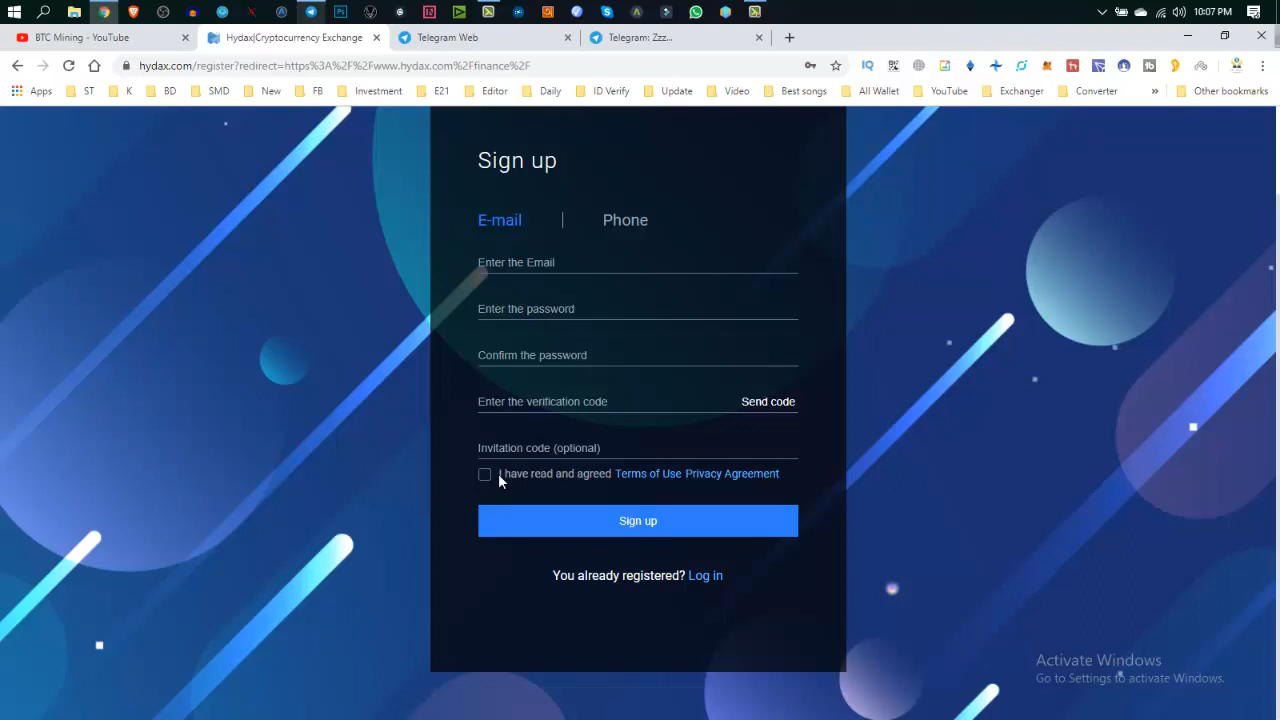 10:07 PM
BTC Mining - YouTube
Hydax|Cryptocurrency Exchange
Telegram Web
Telegram: Zzz...
hydax.com/register?redirect=https%3A%2F%2Fwww.hydax.com%2Ffinance%2F
Apps ST K BD SMD New FB Investment E21 Editor Daily ID Verify Update Video Best songs All Wallet YouTube Exchanger Converter » Other bookmarks
Sign up
E-mail | Phone
Enter the Email
Enter the password
Confirm the password
Enter the verification code Send code
Invitation code (optional)
I have read and agreed Terms of Use Privacy Agreement
Sign up
You already registered? Log in
Activate Windows
Go to Settings to activate Windows.